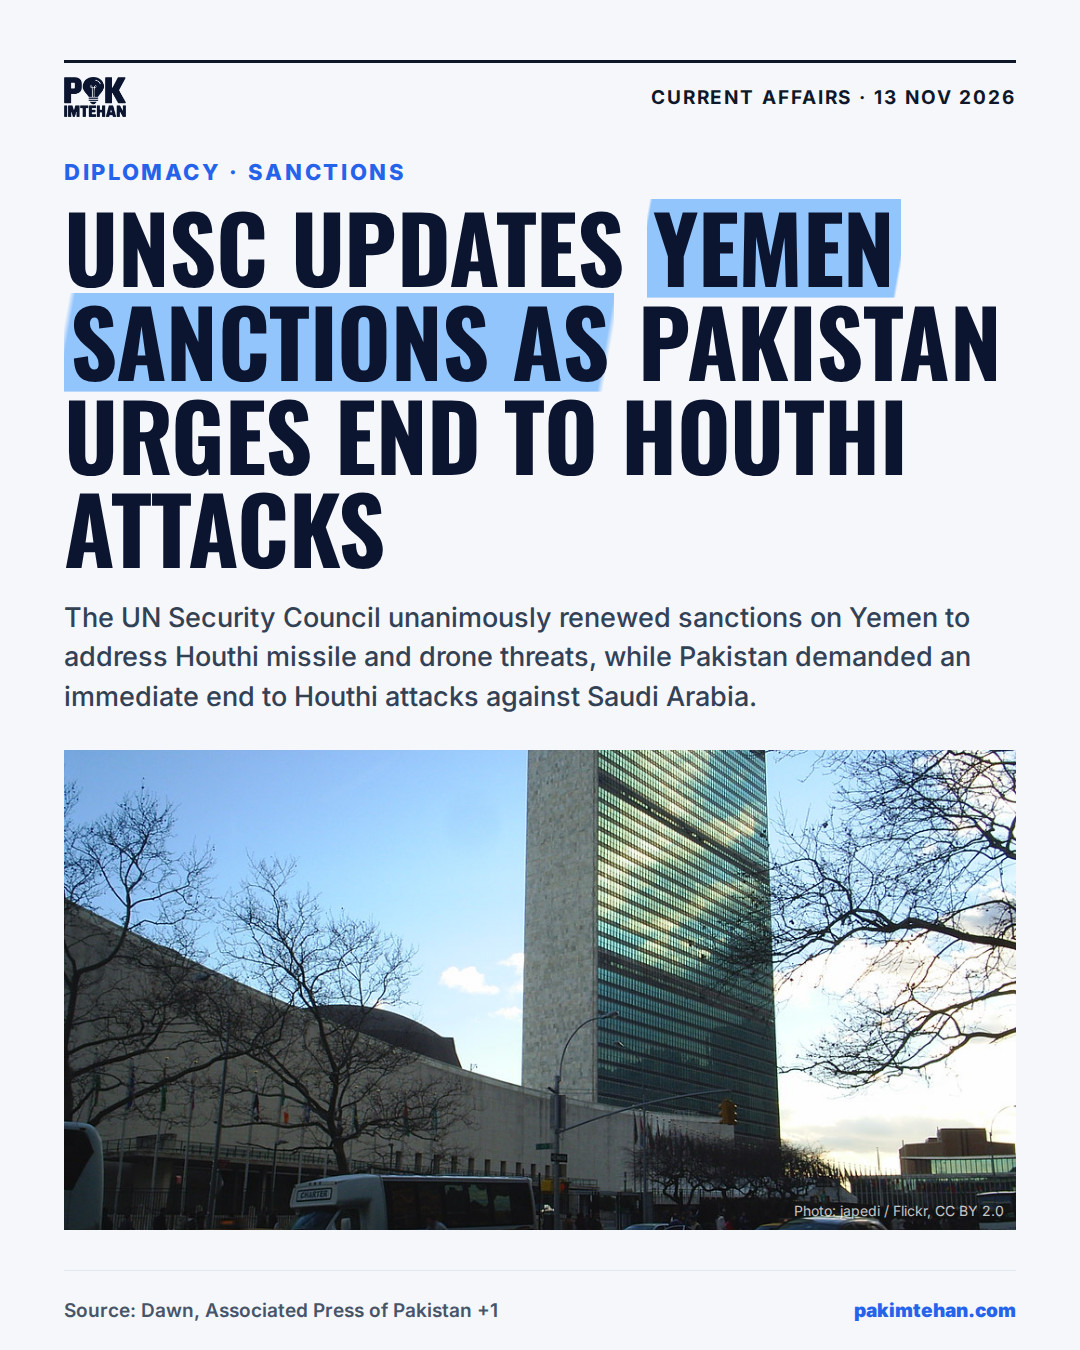 PAK
IMTEHAN
CURRENT AFFAIRS · 13 NOV 2026
DIPLOMACY · SANCTIONS
UNSC UPDATES YEMEN
SANCTIONS AS PAKISTAN
URGES END TO HOUTHI
ATTACKS
The UN Security Council unanimously renewed sanctions on Yemen to
address Houthi missile and drone threats, while Pakistan demanded an
immediate end to Houthi attacks against Saudi Arabia.
CHARTER
Photo: japedi / Flickr, CC BY 2.0
Source: Dawn, Associated Press of Pakistan +1
pakimtehan.com